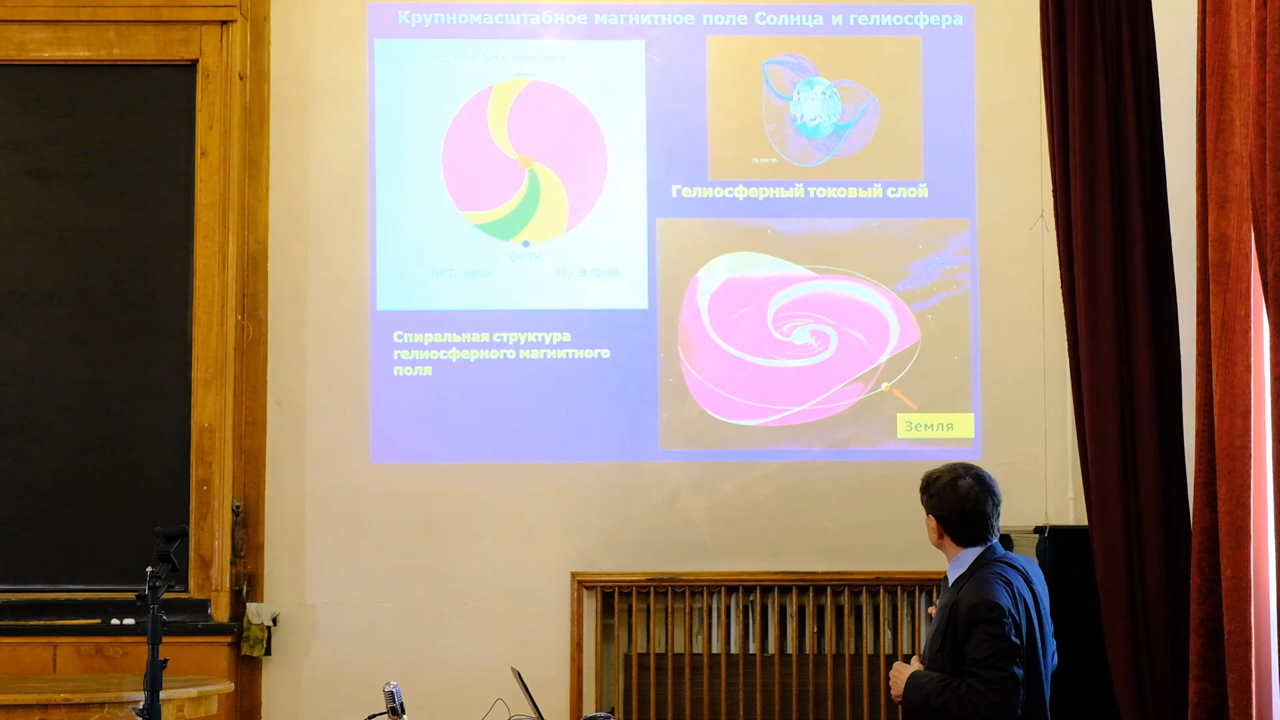 Крупномасштабное магнитное поле Солнца и гелиосфера
Гелиосферный токовый слой
Спиральная структура
гелиосферного магнитного
поля
Земля